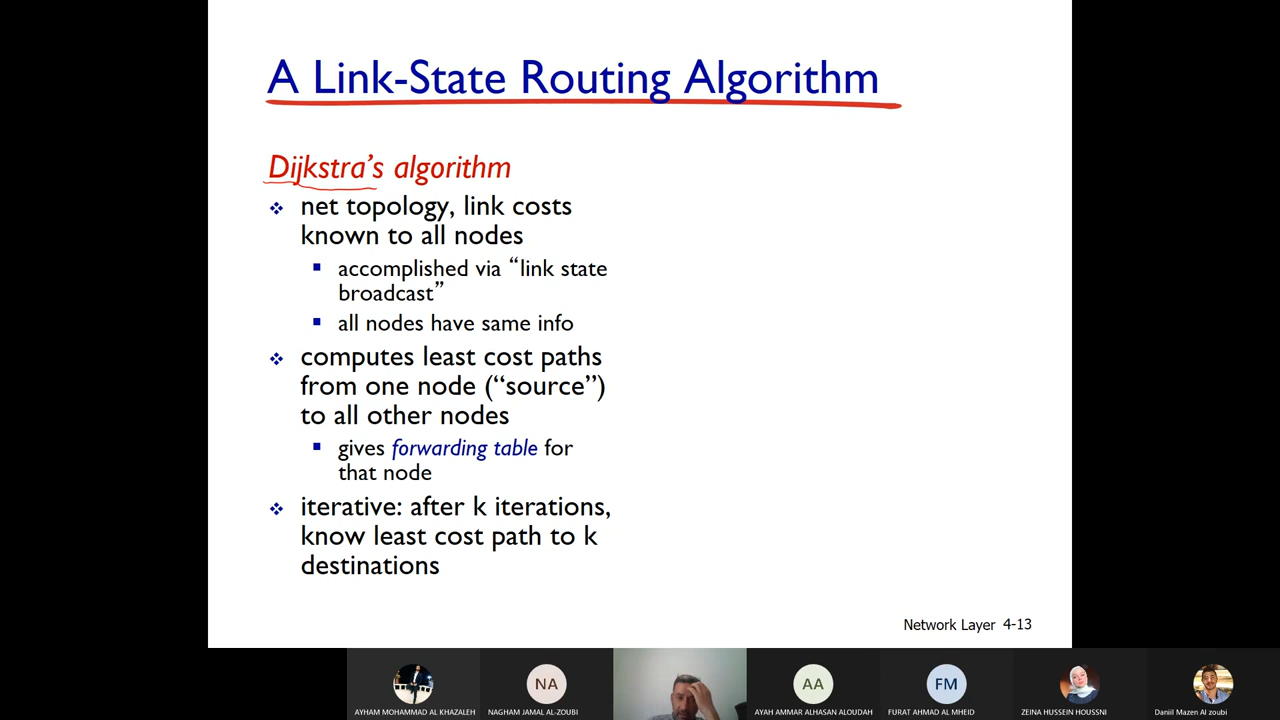 A Link-State Routing Algorithm
Dijkstra's algorithm
❖ net topology, link costs
known to all nodes
▪ accomplished via “link state
broadcast”
▪ all nodes have same info
❖ computes least cost paths
from one node (“source”)
to all other nodes
▪ gives forwarding table for
that node
❖ iterative: after k iterations,
know least cost path to k
destinations
Network Layer 4-13
NA
AA
FM
AYHAM MOHAMMAD AL KHAZALEH
NAGHAM JAMAL AL-ZOUBI
AYAH AMMAR ALHASAN ALOUDAH
FURAT AHMAD AL MHEID
ZEINA HUSSEIN HOUSSNI
Daniil Mazen Al zoubi